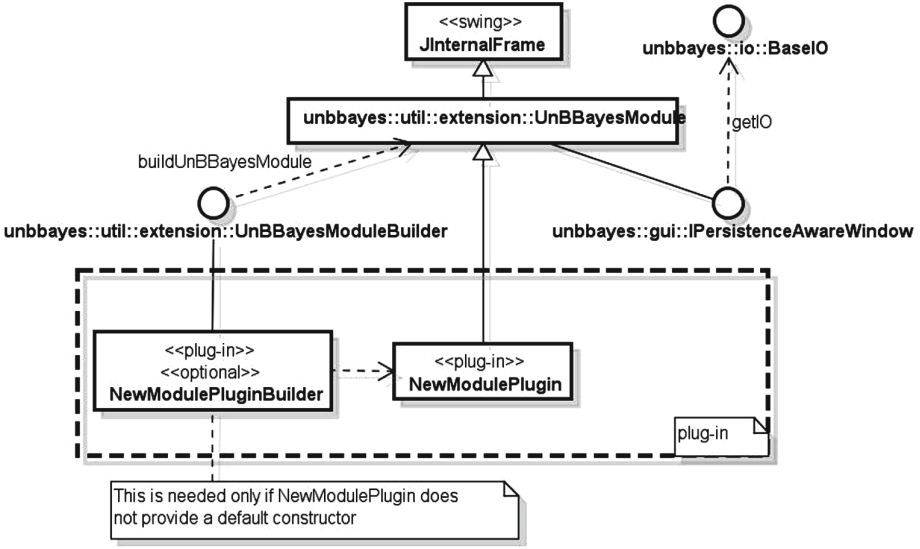 <<swing>>
JInternalFrame
unbbayes::io::BaseIO
unbbayes::util::extension::UnBBayesModule
getIO
buildUnBBayesModule
unbbayes::util::extension::UnBBayesModuleBuilder
unbbayes::gui::IPersistenceAwareWindow
<<plug-in>>
<<optional>>
NewModulePluginBuilder
<<plug-in>>
NewModulePlugin
plug-in
This is needed only if NewModulePlugin does
not provide a default constructor